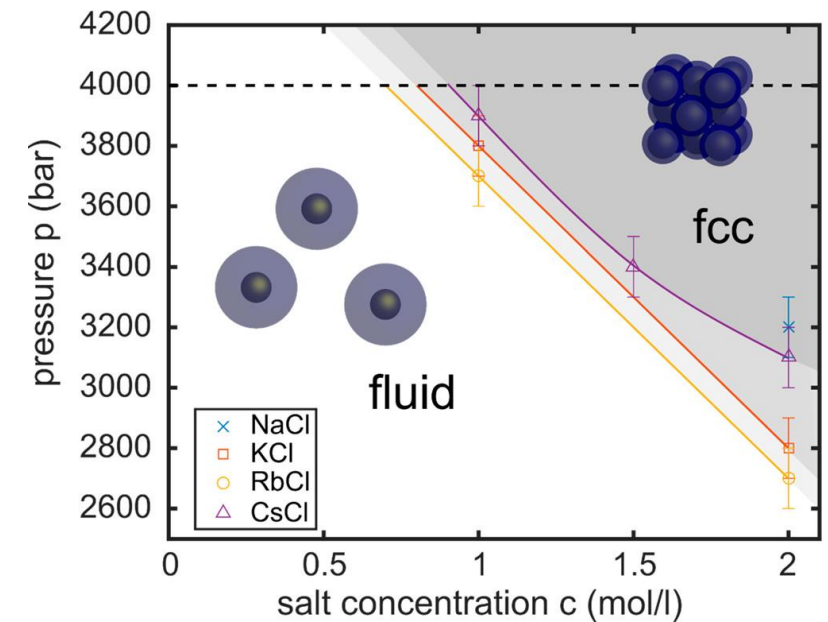 4200
4000
3800
3600
3400
3200
3000
2800
2600
pressure p (bar)
fcc
fluid
NaCl
KCl
RbCl
CsCl
0 0.5 1 1.5 2
salt concentration c (mol/l)